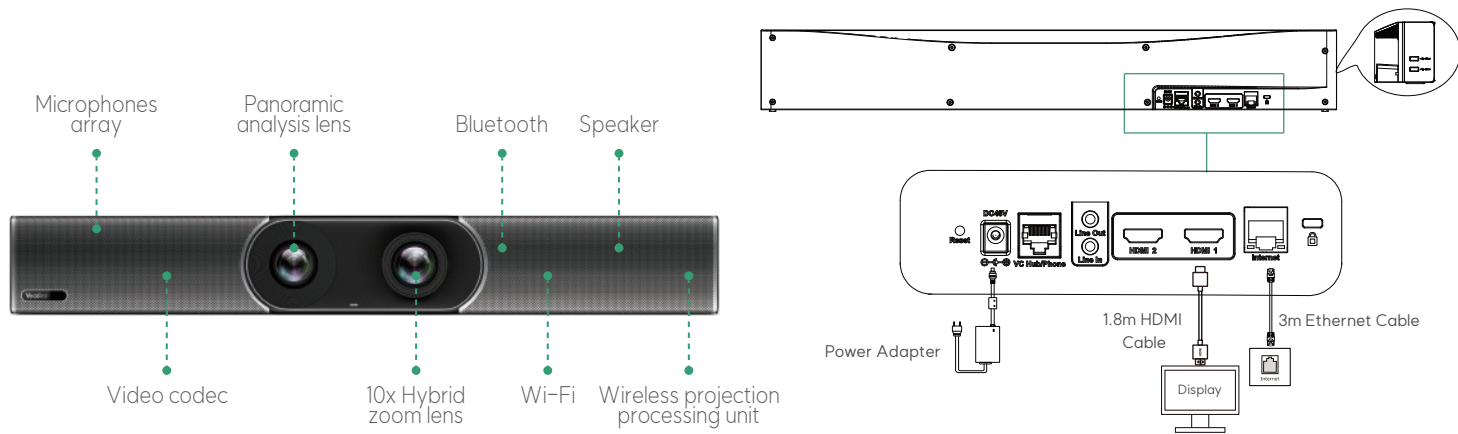 Microphones
array
Panoramic
analysis lens
Bluetooth
Speaker
Video codec
10x Hybrid
zoom lens
Wi-Fi
Wireless projection
processing unit
Reset
DC48V
VC Hub/Phone
Line Out
Line In
HDMI 2
HDMI 1
Internet
Power Adapter
1.8m HDMI
Cable
3m Ethernet Cable
Display
Internet